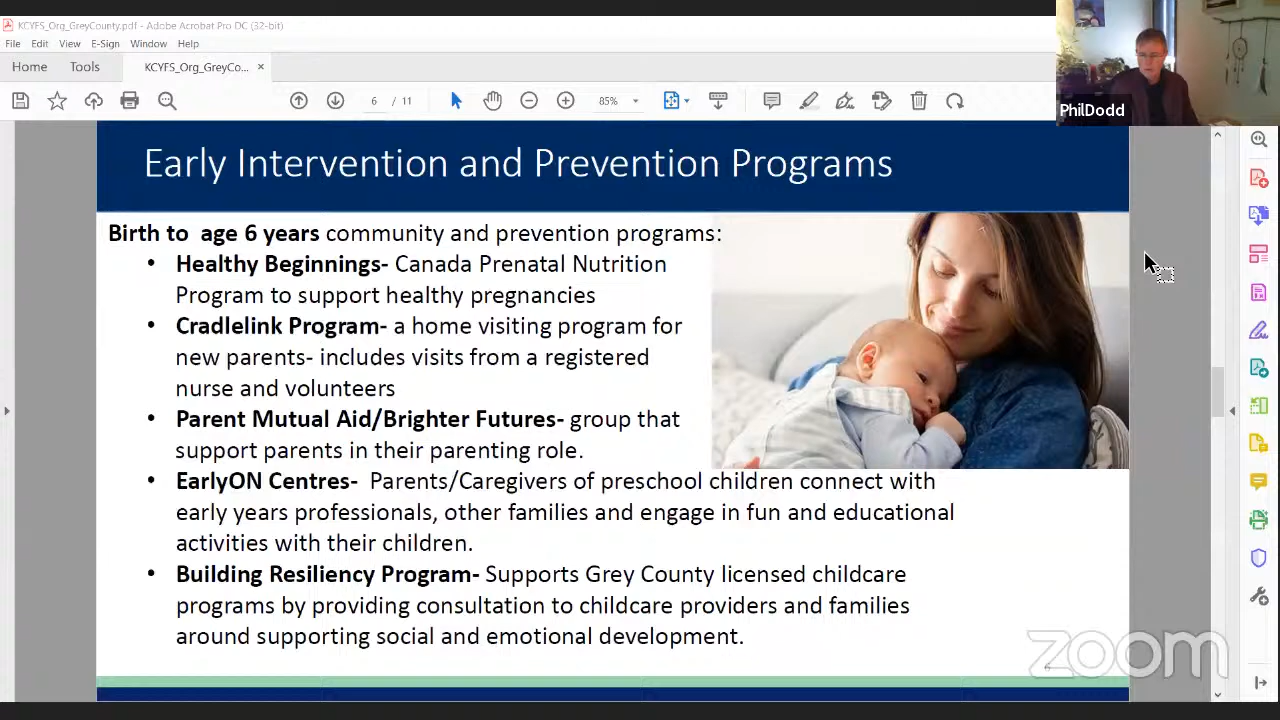 KCYFS_Org_GreyCounty.pdf - Adobe Acrobat Pro DC (32-bit)
File Edit View E-Sign Window Help
Home Tools KCYFS_Org_GreyCo... ×
6 / 11 85%
PhilDodd
Early Intervention and Prevention Programs
Birth to  age 6 years community and prevention programs:
• Healthy Beginnings- Canada Prenatal Nutrition
Program to support healthy pregnancies
• Cradlelink Program- a home visiting program for
new parents- includes visits from a registered
nurse and volunteers
• Parent Mutual Aid/Brighter Futures- group that
support parents in their parenting role.
• EarlyON Centres-  Parents/Caregivers of preschool children connect with
early years professionals, other families and engage in fun and educational
activities with their children.
• Building Resiliency Program- Supports Grey County licensed childcare
programs by providing consultation to childcare providers and families
around supporting social and emotional development.
6
zoom